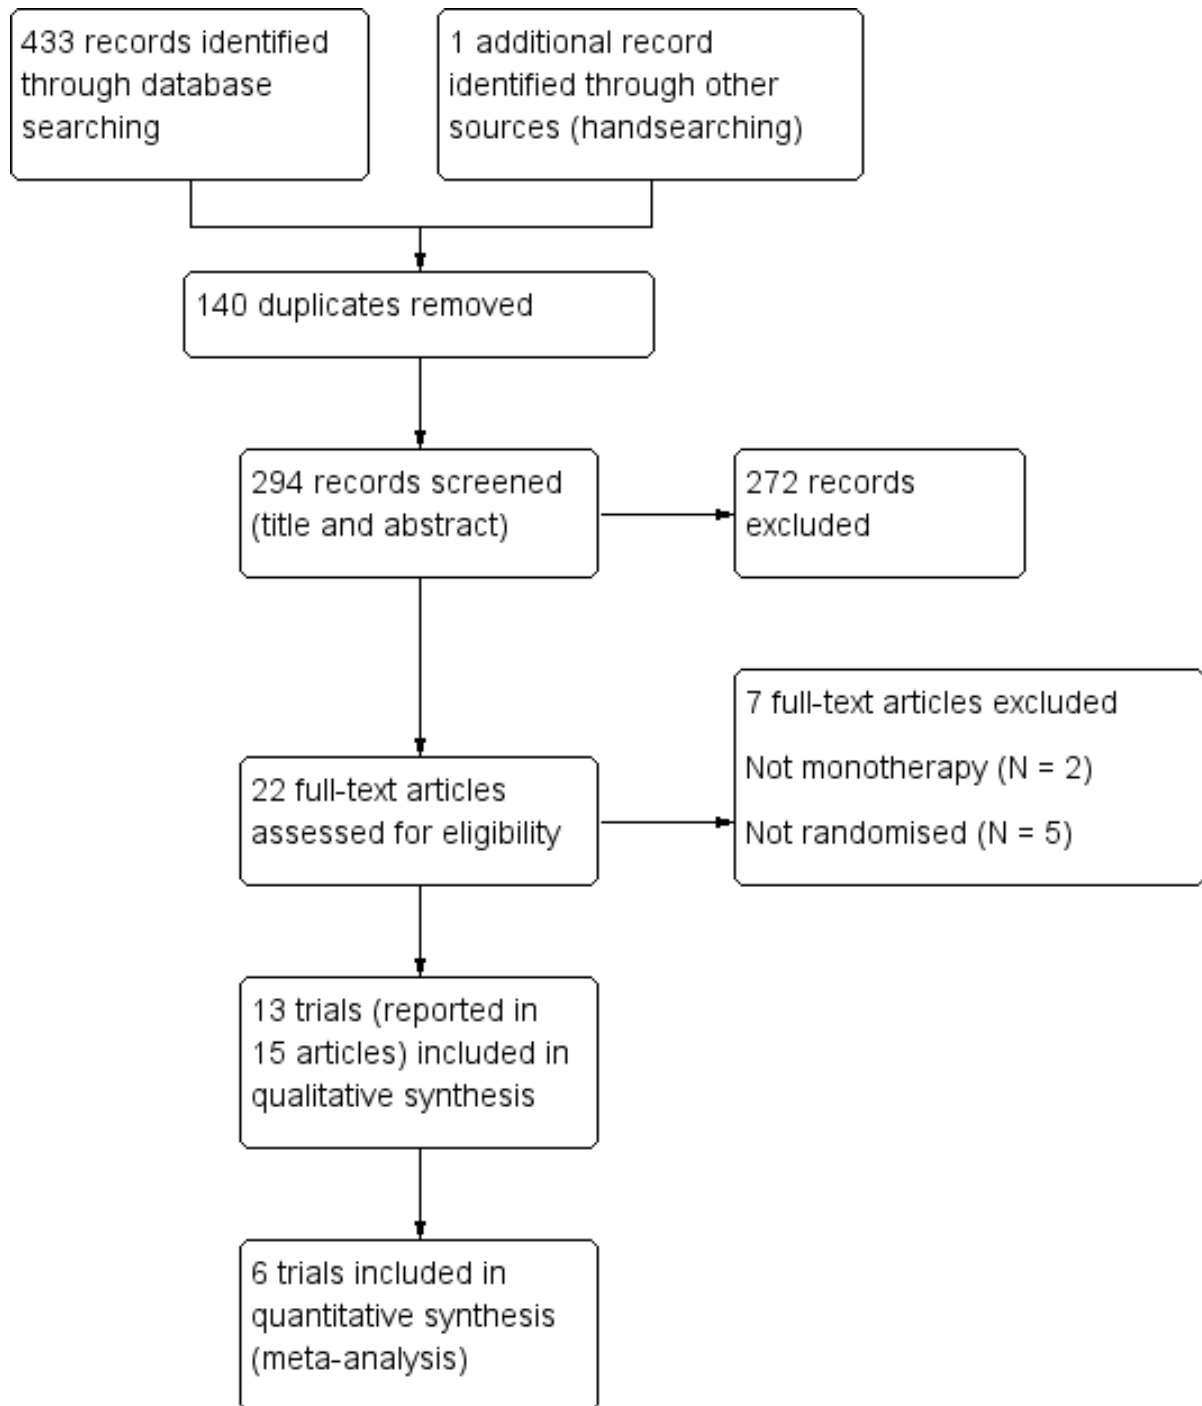 433 records identified
through database
searching
1 additional record
identified through other
sources (handsearching)
140 duplicates removed
294 records screened
(title and abstract)
272 records
excluded
22 full-text articles
assessed for eligibility
7 full-text articles excluded
Not monotherapy (N = 2)
Not randomised (N = 5)
13 trials (reported in
15 articles) included in
qualitative synthesis
6 trials included in
quantitative synthesis
(meta-analysis)